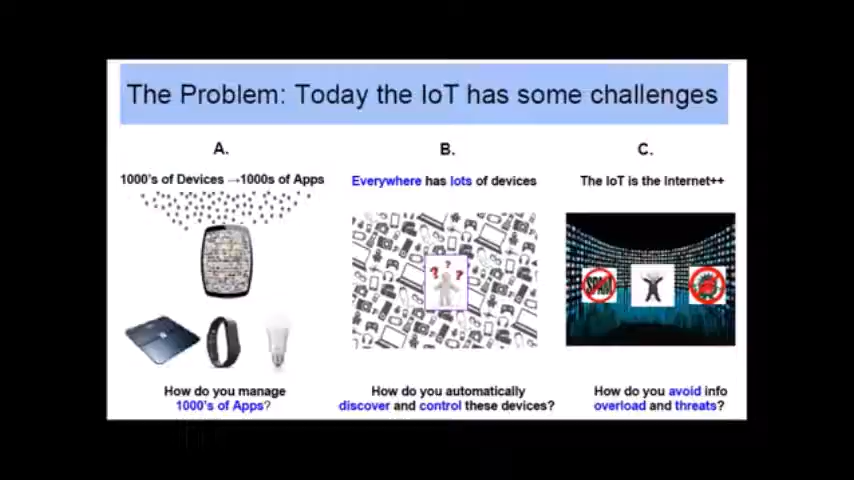 The Problem: Today the IoT has some challenges
A.
1000's of Devices →1000s of Apps
How do you manage
1000's of Apps?
B.
Everywhere has lots of devices
? ? ?
How do you automatically
discover and control these devices?
C.
The IoT is the Internet++
SPAM
How do you avoid info
overload and threats?